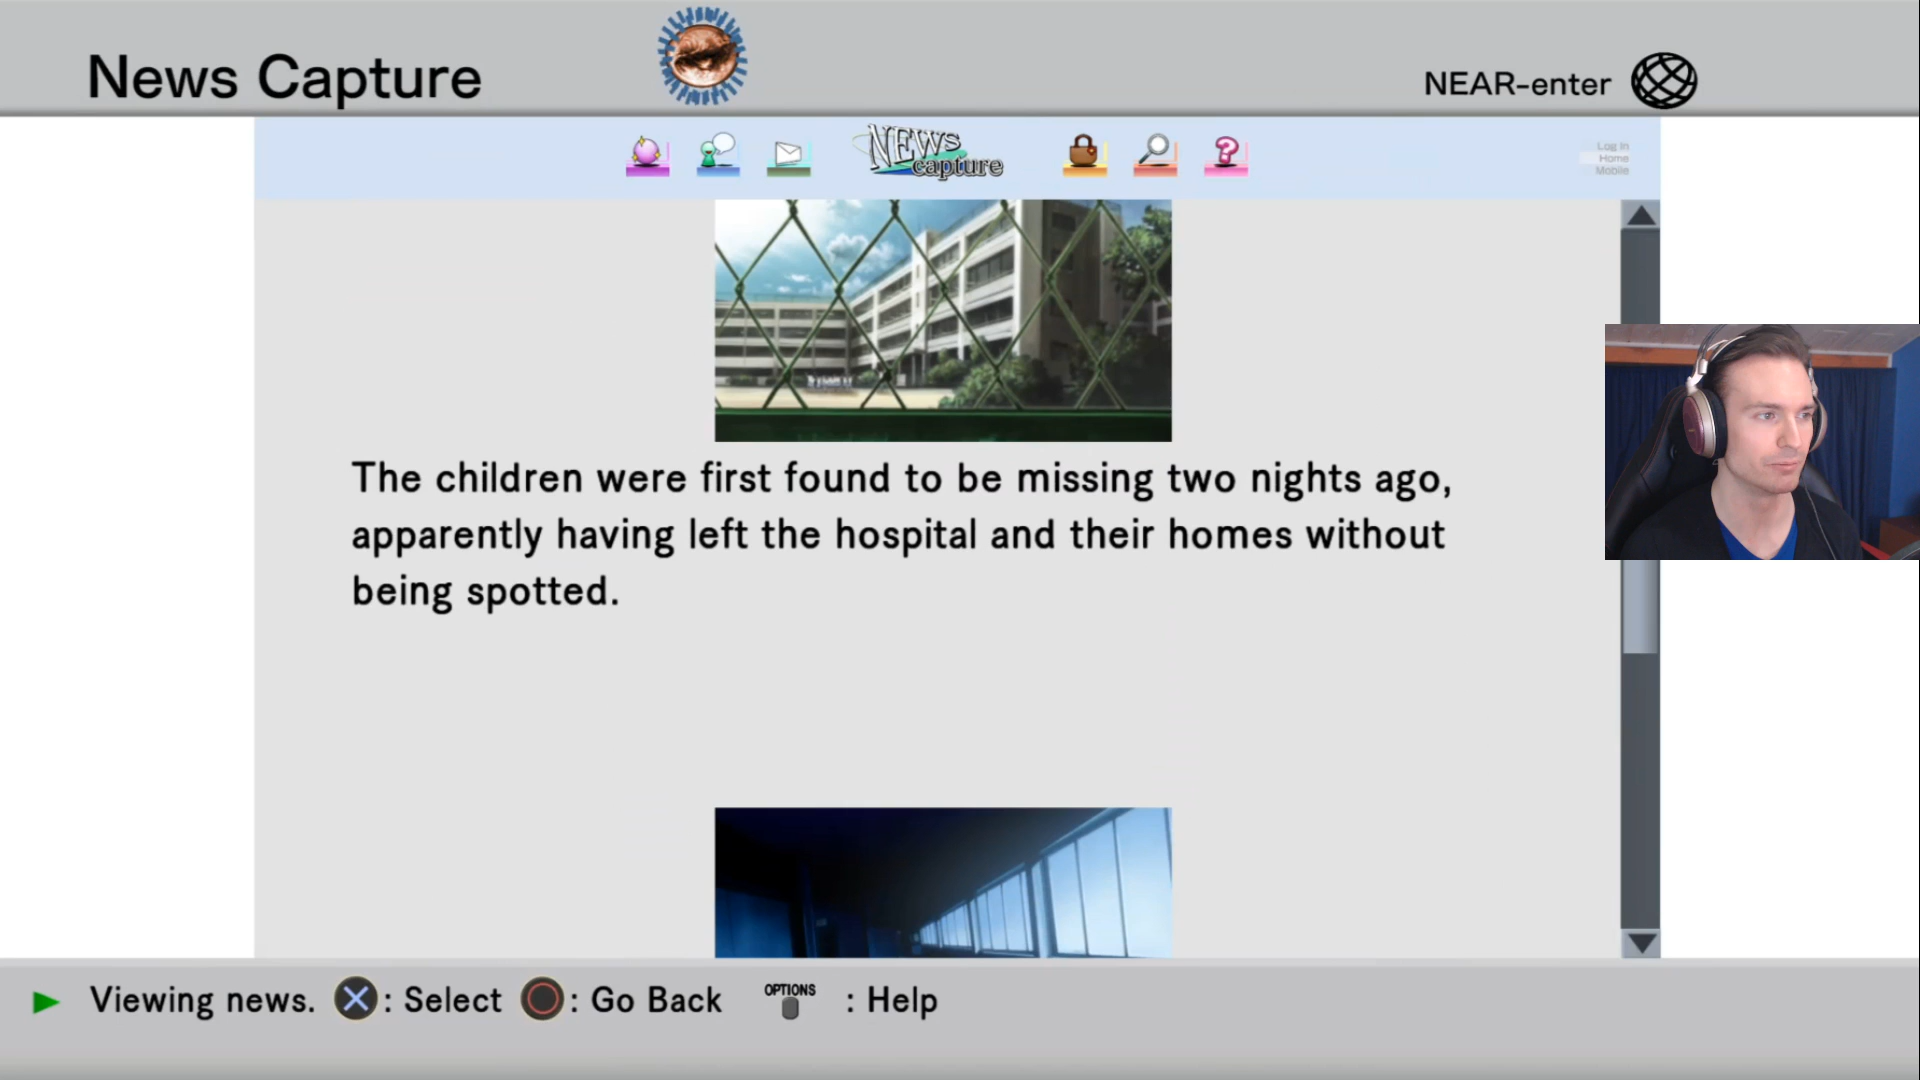 News Capture
NEAR-enter
NEWS
capture
Log In
Home
Mobile
The children were first found to be missing two nights ago,
apparently having left the hospital and their homes without
being spotted.
Viewing news. : Select : Go Back OPTIONS : Help